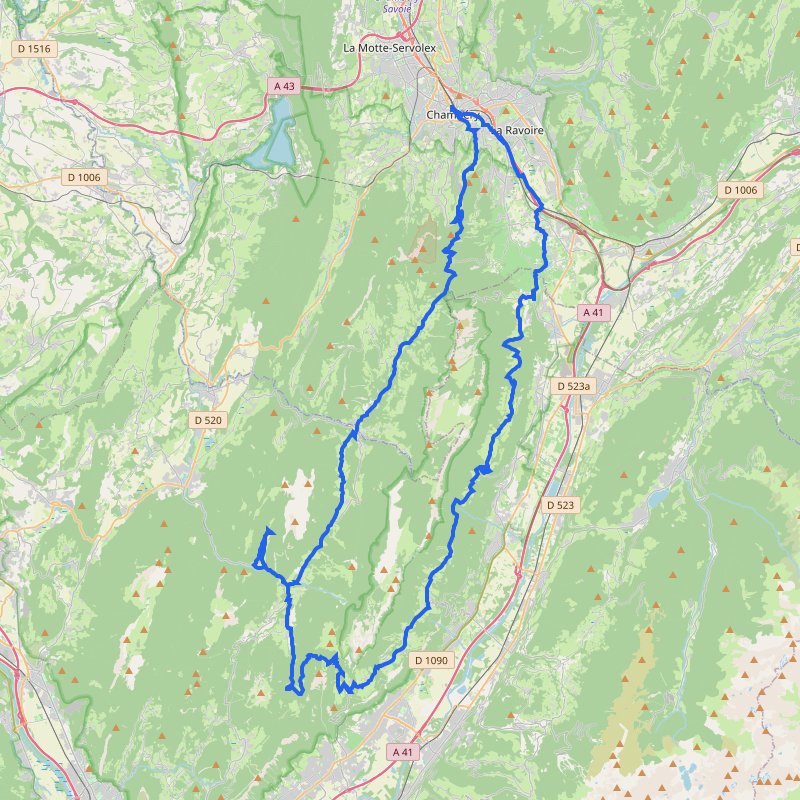 Savoie
La Motte-Servolex
D 1516
A 43
La Ravoire
D 1006
D 1006
A 41
D 523a
D 520
D 523
D 1090
A 41